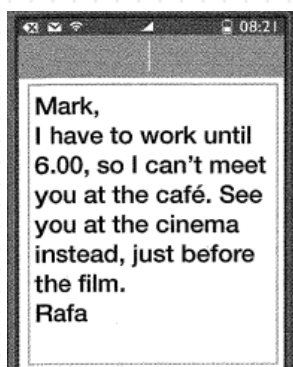 08:21
Mark,
I have to work until
6.00, so I can't meet
you at the café. See
you at the cinema
instead, just before
the film.
Rafa